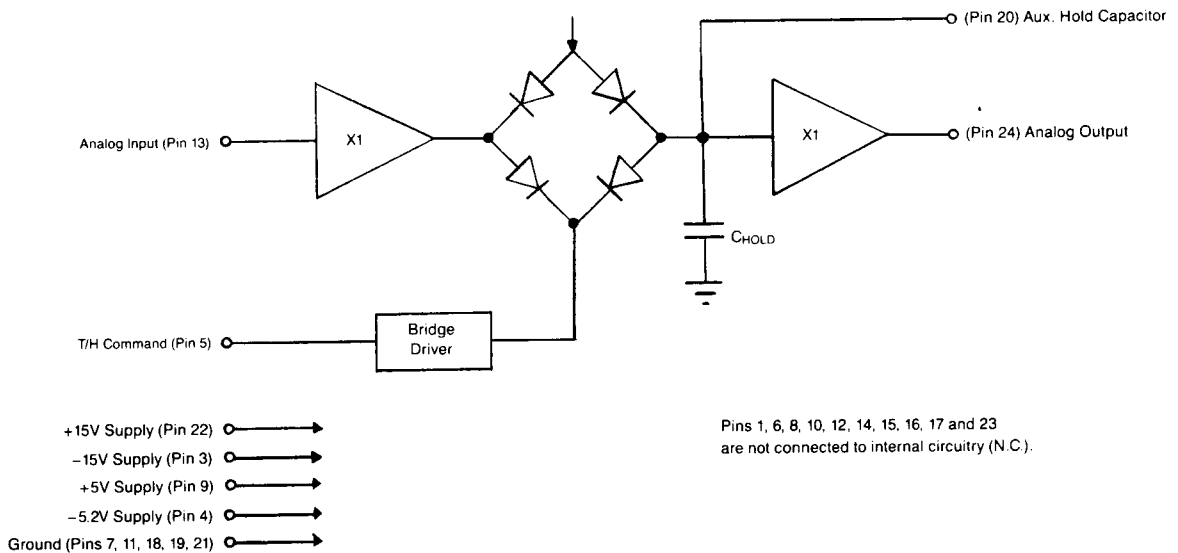 (Pin 20) Aux. Hold Capacitor
Analog Input (Pin 13)
X1
X1
(Pin 24) Analog Output
CHOLD
T/H Command (Pin 5)
Bridge
Driver
+15V Supply (Pin 22)
−15V Supply (Pin 3)
+5V Supply (Pin 9)
−5.2V Supply (Pin 4)
Ground (Pins 7, 11, 18, 19, 21)
Pins 1, 6, 8, 10, 12, 14, 15, 16, 17 and 23
are not connected to internal circuitry (N.C.).